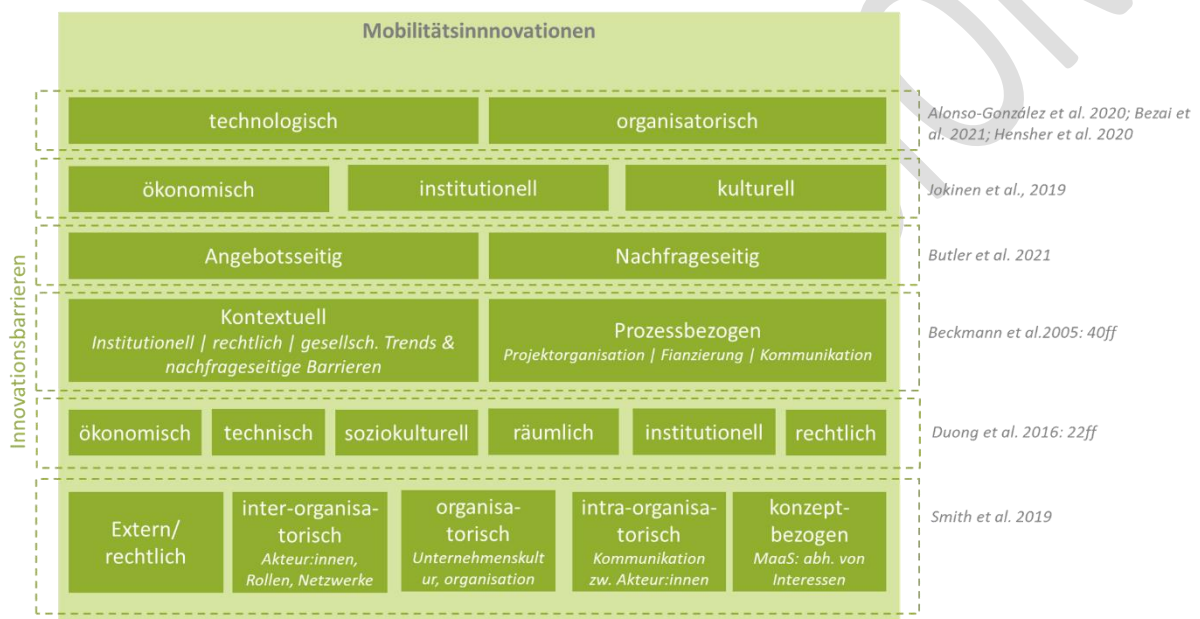 Mobilitätsinnnovationen
technologisch
organisatorisch
Alonso-González et al. 2020; Bezai et
al. 2021; Hensher et al. 2020
ökonomisch
institutionell
kulturell
Jokinen et al., 2019
Angebotsseitig
Nachfrageseitig
Butler et al. 2021
Innovationsbarrieren
Kontextuell
Institutionell | rechtlich | gesellsch. Trends &
nachfrageseitige Barrieren
Prozessbezogen
Projektorganisation | Fianzierung | Kommunikation
Beckmann et al.2005: 40ff
ökonomisch
technisch
soziokulturell
räumlich
institutionell
rechtlich
Duong et al. 2016: 22ff
Extern/
rechtlich
inter-organisa-
torisch
Akteur:innen,
Rollen, Netzwerke
organisa-
torisch
Unternehmenskult
ur, organisation
intra-organisa-
torisch
Kommunikation
zw. Akteur:innen
konzept-
bezogen
MaaS: abh. von
Interessen
Smith et al. 2019